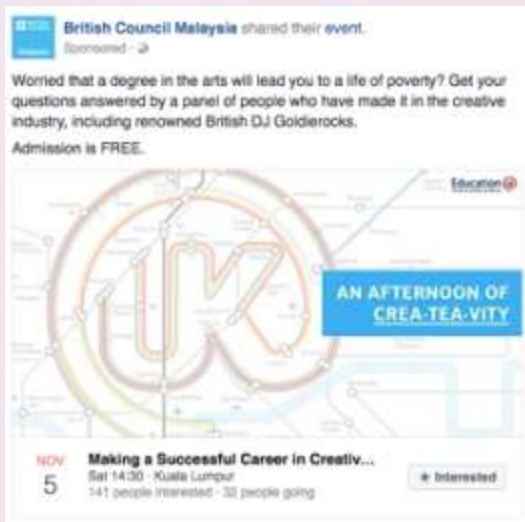 British Council Malaysia shared their event.
Sponsored ·
Worried that a degree in the arts will lead you to a life of poverty? Get your
questions answered by a panel of people who have made it in the creative
industry, including renowned British DJ Goldierocks.
Admission is FREE.
Education UK
AN AFTERNOON OF
CREA-TEA-VITY
NOV
5
Making a Successful Career in Creativ...
Sat 14:30 · Kuala Lumpur
141 people interested · 33 people going
★ Interested